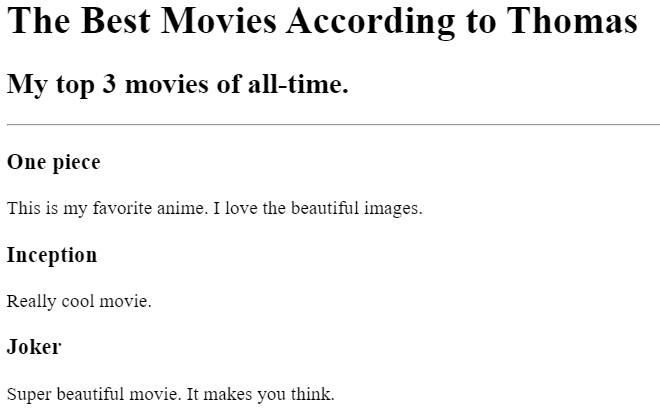 The Best Movies According to Thomas
My top 3 movies of all-time.
One piece
This is my favorite anime. I love the beautiful images.
Inception
Really cool movie.
Joker
Super beautiful movie. It makes you think.